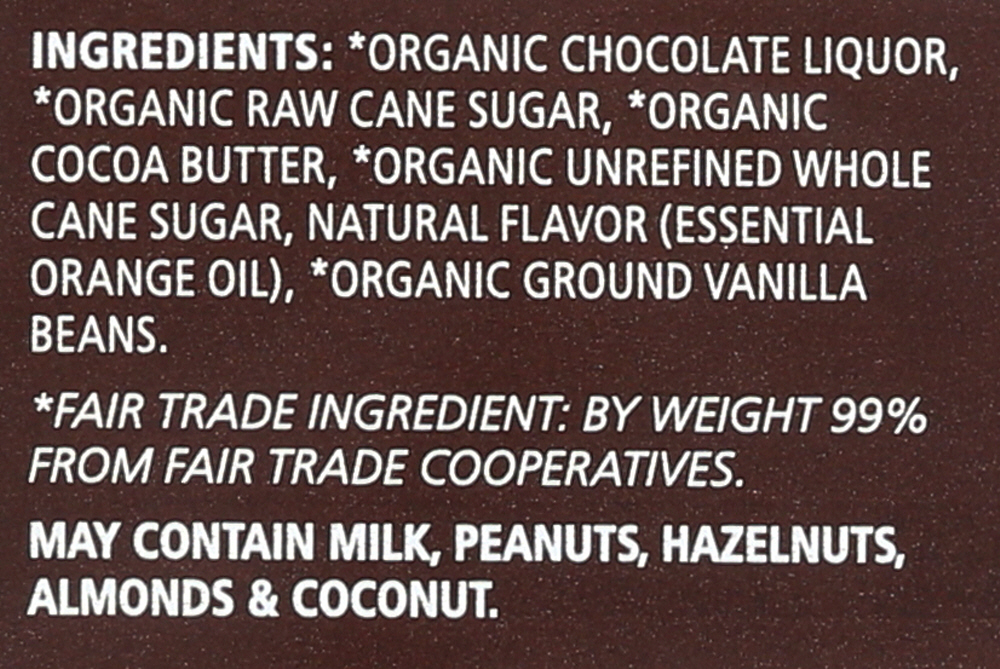 INGREDIENTS: *ORGANIC CHOCOLATE LIQUOR,
*ORGANIC RAW CANE SUGAR, *ORGANIC
COCOA BUTTER, *ORGANIC UNREFINED WHOLE
CANE SUGAR, NATURAL FLAVOR (ESSENTIAL
ORANGE OIL), *ORGANIC GROUND VANILLA
BEANS.
*FAIR TRADE INGREDIENT: BY WEIGHT 99%
FROM FAIR TRADE COOPERATIVES.
MAY CONTAIN MILK, PEANUTS, HAZELNUTS,
ALMONDS & COCONUT.